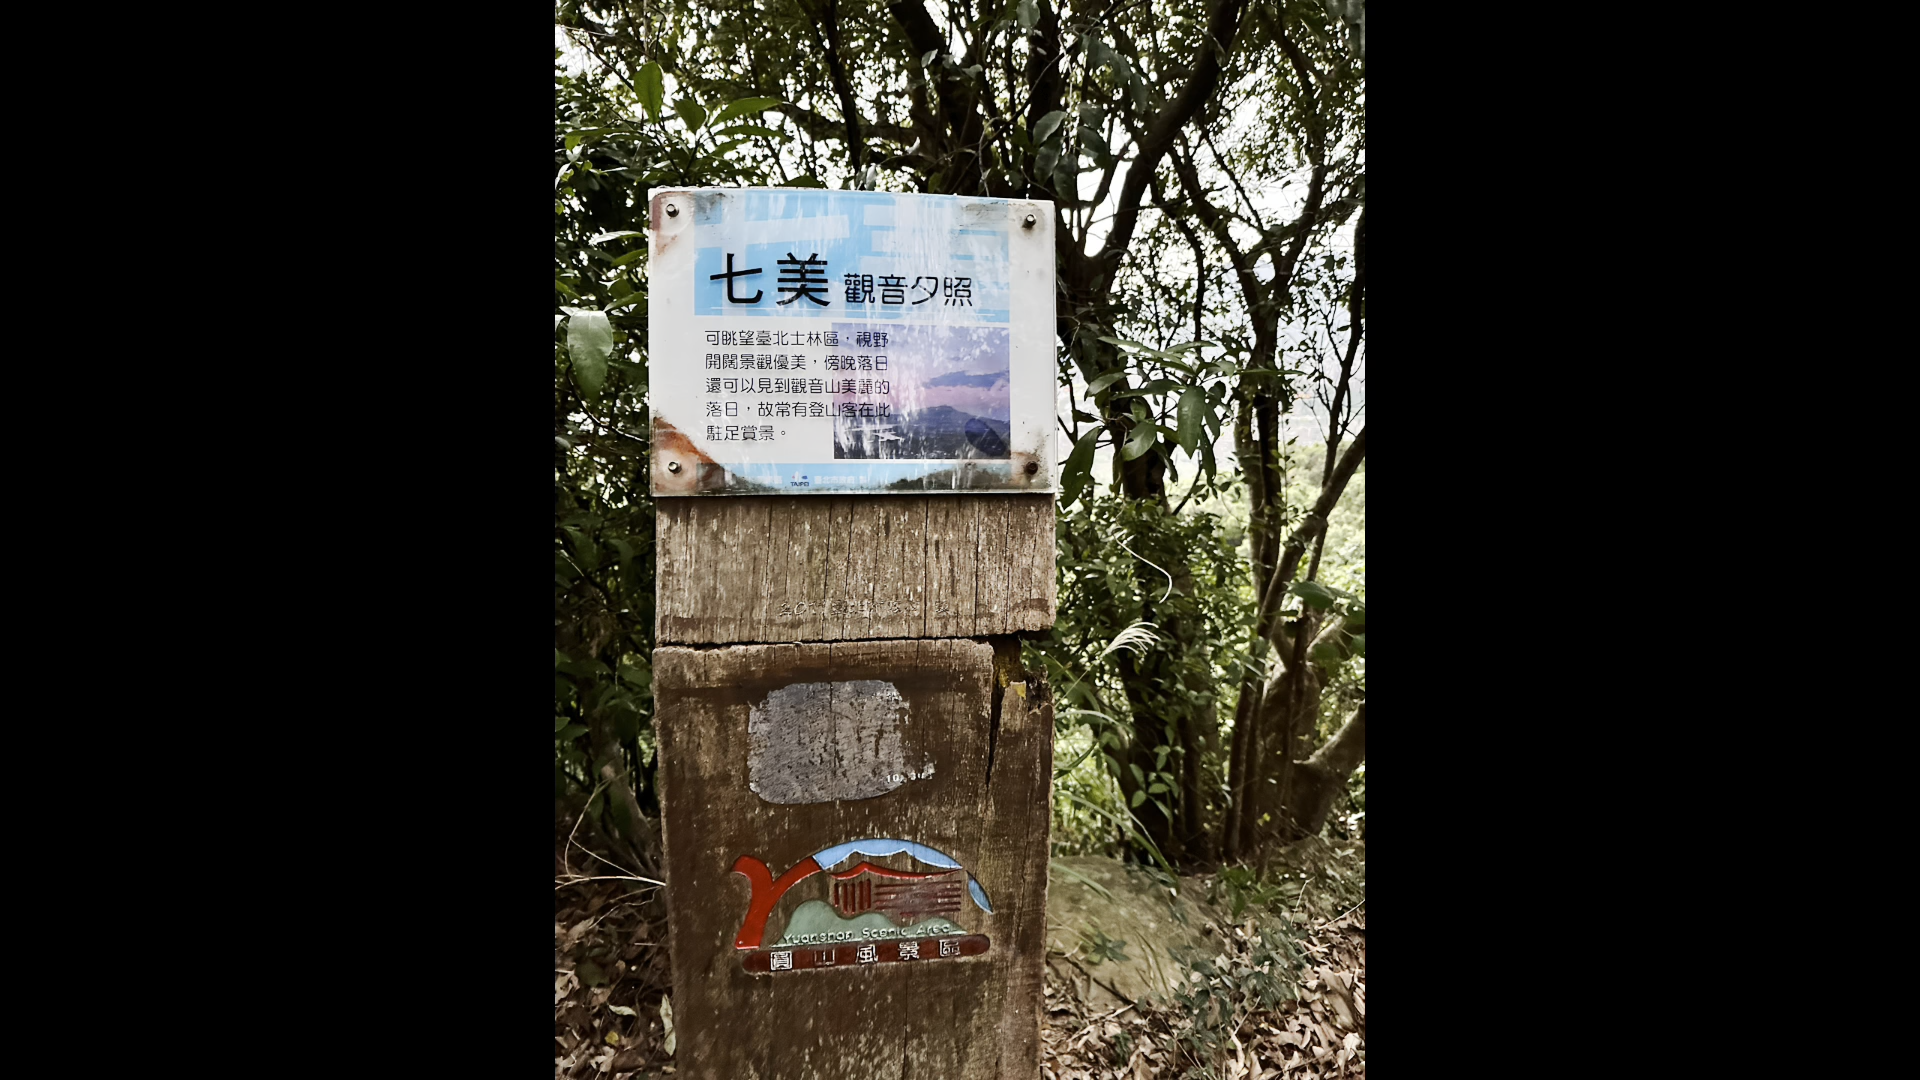 七美 觀音夕照
可眺望臺北士林區，視野
開闊景觀優美，傍晚落日
還可以見到觀音山美麗的
落日，故常有登山客在此
駐足賞景。
TAIPEI
Yuanshan Scenic Area
圓山風景區